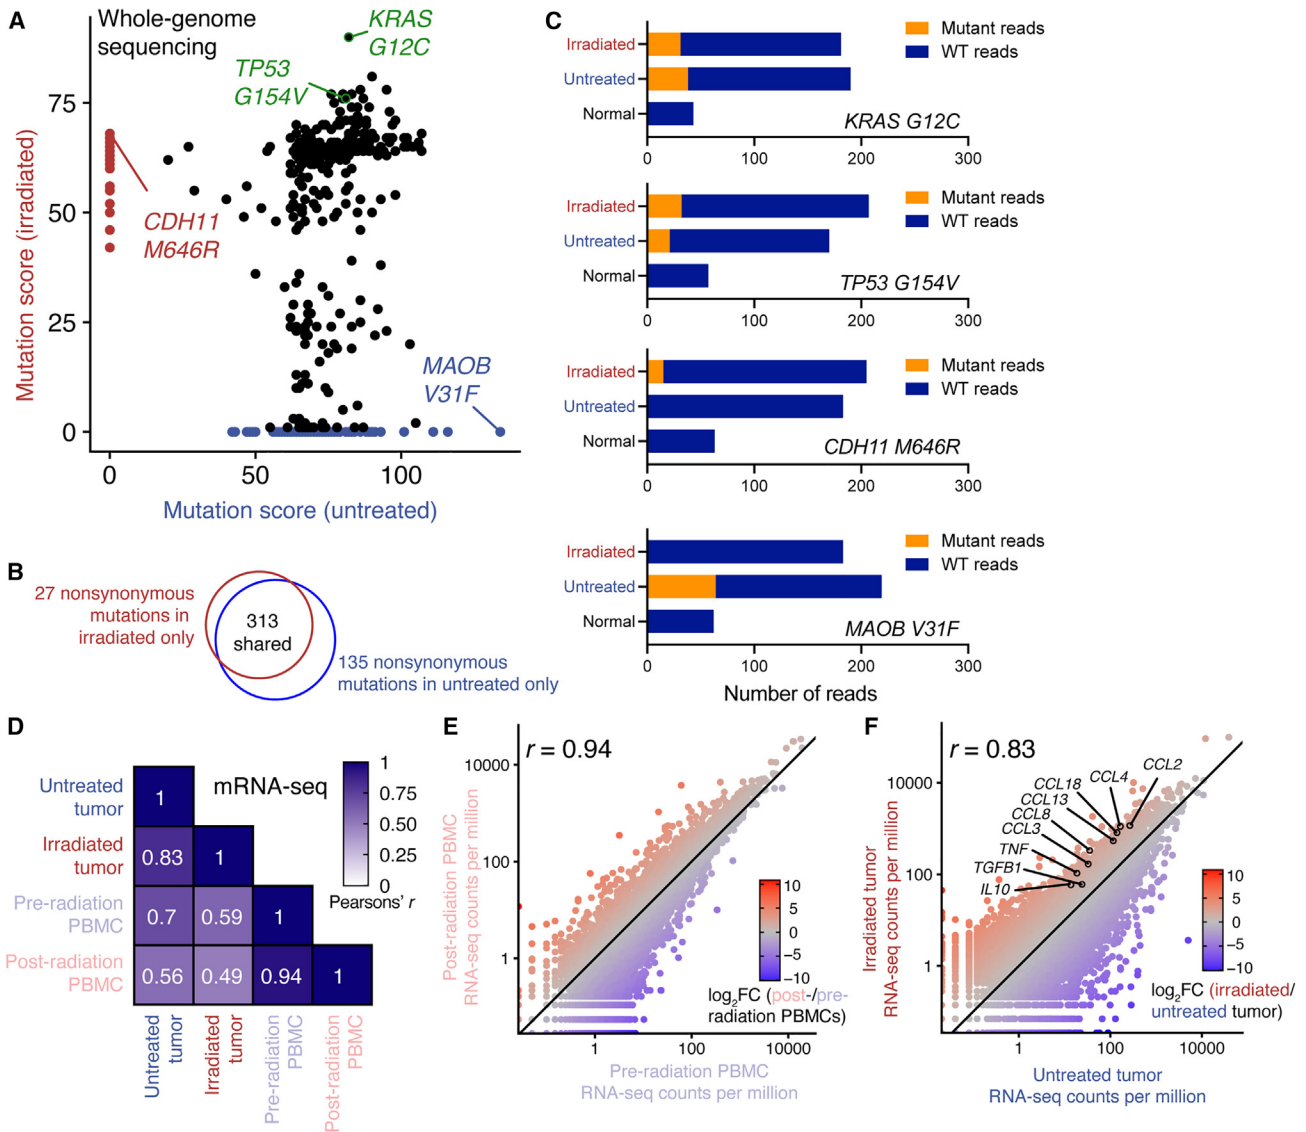 A
Whole-genome
sequencing
KRAS
G12C
TP53
G154V
CDH11
M646R
MAOB
V31F
75
50
25
0
0
50
100
Mutation score (irradiated)
Mutation score (untreated)
B
27 nonsynonymous
mutations in
irradiated only
313
shared
135 nonsynonymous
mutations in untreated only
C
Irradiated
Untreated
Normal
Mutant reads
WT reads
KRAS G12C
0
100
200
300
Irradiated
Untreated
Normal
Mutant reads
WT reads
TP53 G154V
0
100
200
300
Irradiated
Untreated
Normal
Mutant reads
WT reads
CDH11 M646R
0
100
200
300
Irradiated
Untreated
Normal
Mutant reads
WT reads
MAOB V31F
0
100
200
300
Number of reads
D
mRNA-seq
Untreated
tumor
Irradiated
tumor
Pre-radiation
PBMC
Post-radiation
PBMC
1
0.83
1
0.7
0.59
1
0.56
0.49
0.94
1
1
0.75
0.50
0.25
0
Pearsons' r
Untreated
tumor
Irradiated
tumor
Pre-radiation
PBMC
Post-radiation
PBMC
E
r = 0.94
10000
100
1
1
100
10000
Post-radiation PBMC
RNA-seq counts per million
Pre-radiation PBMC
RNA-seq counts per million
10
5
0
−5
−10
log2FC (post-/pre-
radiation PBMCs)
F
r = 0.83
10000
100
1
1
100
10000
CCL2
CCL4
CCL18
CCL13
CCL8
CCL3
TNF
TGFB1
IL10
Irradiated tumor
RNA-seq counts per million
Untreated tumor
RNA-seq counts per million
10
5
0
−5
−10
log2FC (irradiated/
untreated tumor)